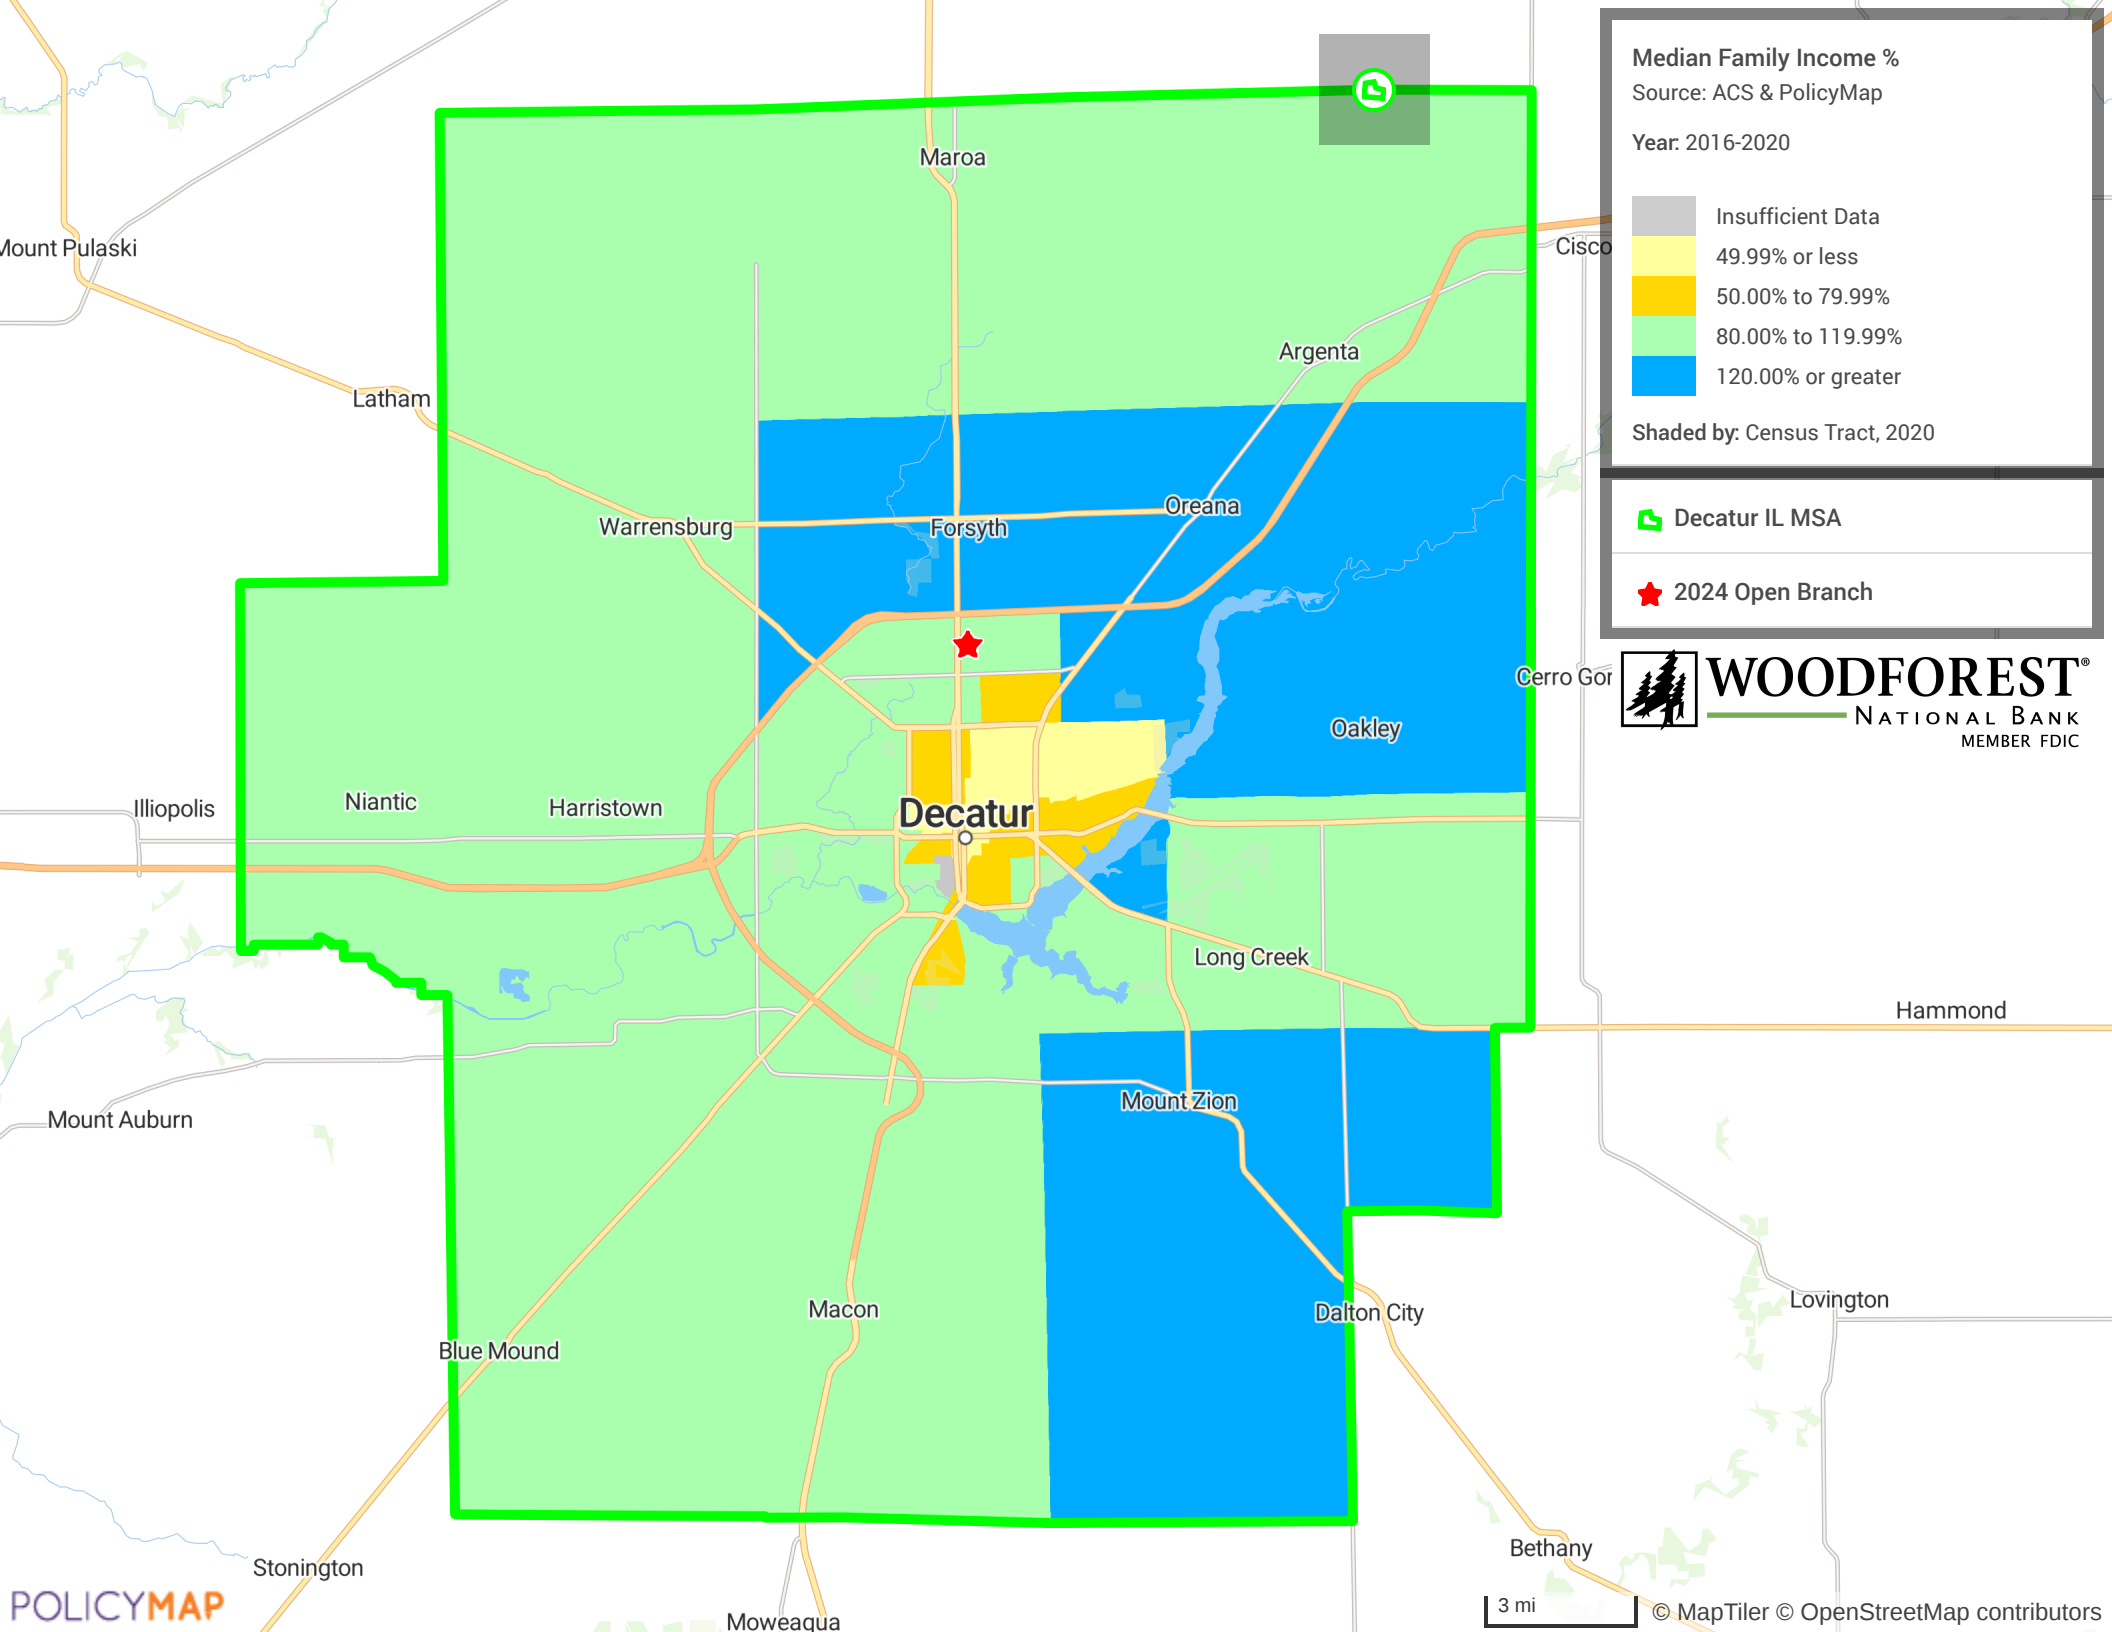 Median Family Income %
Source: ACS & PolicyMap
Year: 2016-2020
Insufficient Data
49.99% or less
50.00% to 79.99%
80.00% to 119.99%
120.00% or greater
Shaded by: Census Tract, 2020
Decatur IL MSA
2024 Open Branch
WOODFOREST®
NATIONAL BANK
MEMBER FDIC
Maroa
Mount Pulaski
Cisco
Argenta
Latham
Oreana
Warrensburg
Forsyth
Cerro Gor
Oakley
Niantic
Illiopolis
Harristown
Decatur
Long Creek
Hammond
Mount Zion
Mount Auburn
Lovington
Macon
Dalton City
Blue Mound
Bethany
Stonington
Moweaqua
POLICYMAP
3 mi
© MapTiler © OpenStreetMap contributors